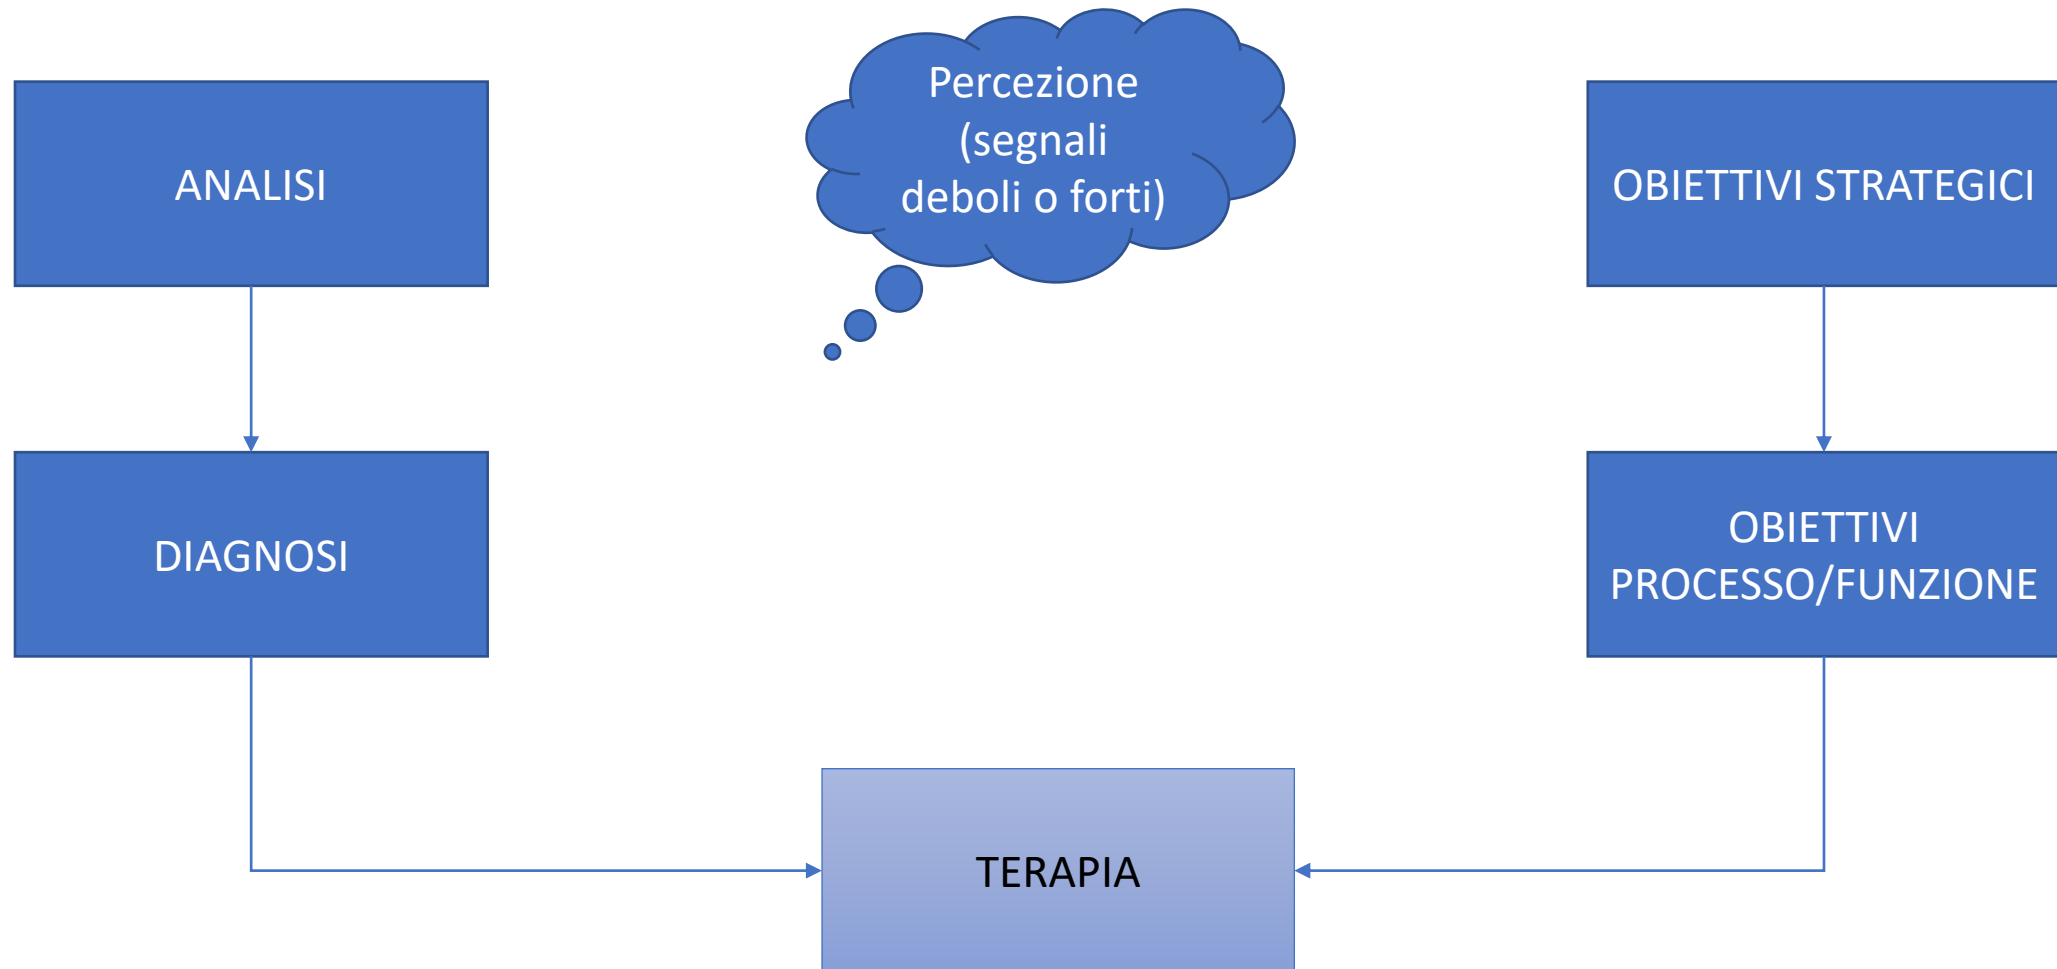 Percezione
(segnali
deboli o forti)
ANALISI
OBIETTIVI STRATEGICI
DIAGNOSI
OBIETTIVI
PROCESSO/FUNZIONE
TERAPIA